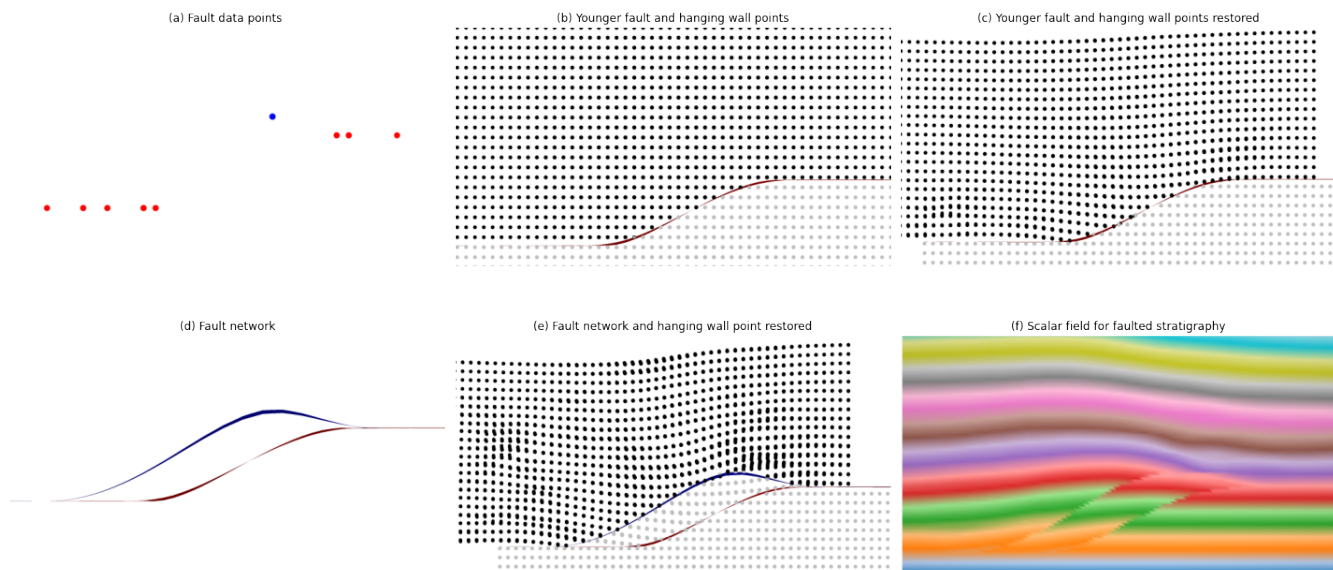 (a) Fault data points
(b) Younger fault and hanging wall points
(c) Younger fault and hanging wall points restored
(d) Fault network
(e) Fault network and hanging wall point restored
(f) Scalar field for faulted stratigraphy